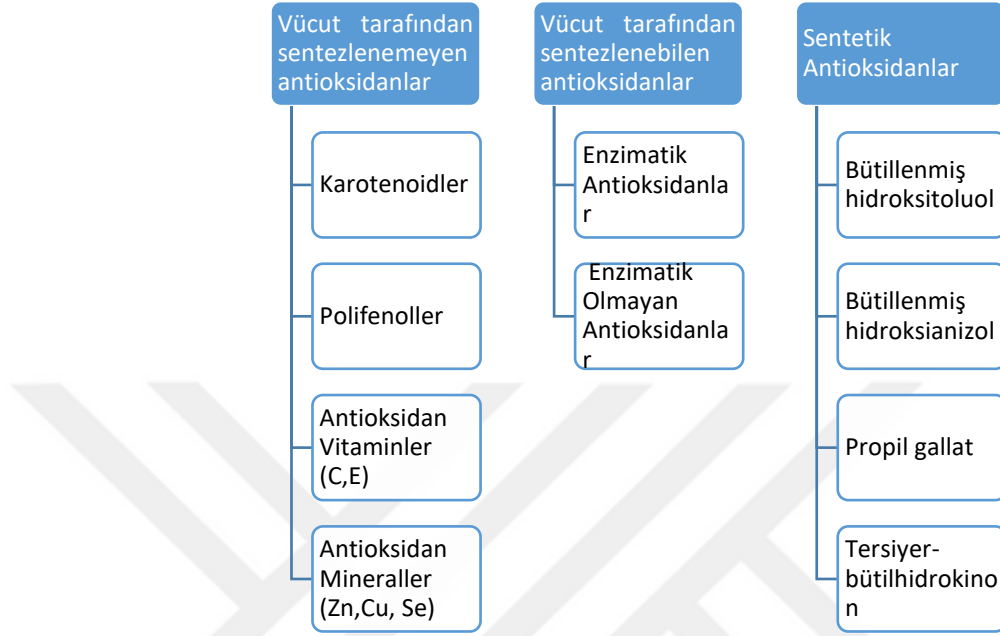 Vücut tarafından
sentezlenemeyen
antioksidanlar
Karotenoidler
Polifenoller
Antioksidan
Vitaminler
(C,E)
Antioksidan
Mineraller
(Zn,Cu, Se)
Vücut tarafından
sentezlenebilen
antioksidanlar
Enzimatik
Antioksidanla
r
Enzimatik
Olmayan
Antioksidanla
r
Sentetik
Antioksidanlar
Bütillenmiş
hidroksitoluol
Bütillenmiş
hidroksianizol
Propil gallat
Tersiyer-
bütilhidrokino
n